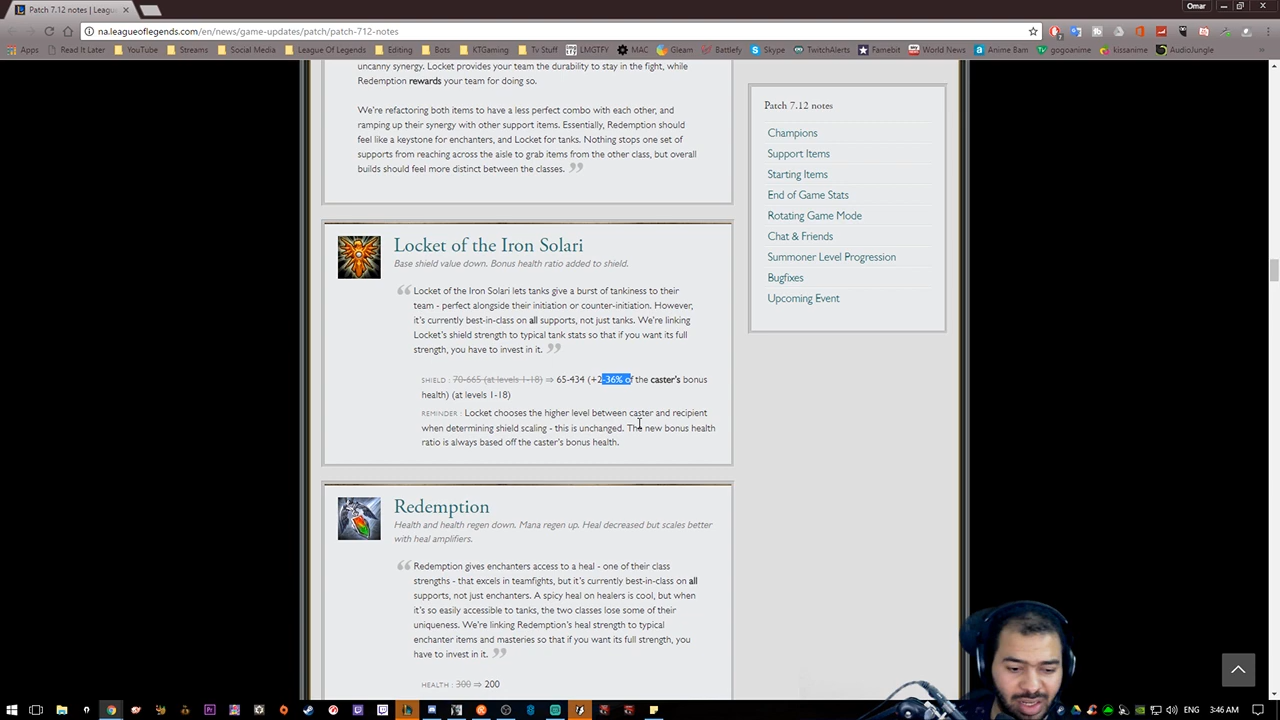 Patch 7.12 notes | Leagu
Omar
na.leagueoflegends.com/en/news/game-updates/patch/patch-712-notes
Apps
Read It Later
YouTube
Streams
Social Media
League Of Legends
Editing
Bots
KTGaming
Tv Stuff
LMGTFY
MAC
Gleam
Battlefy
Skype
TwitchAlerts
Famebit
World News
Anime Bam
gogoanime
kissanime
AudioJungle
uncanny synergy. Locket provides your team the durability to stay in the fight, while
Redemption rewards your team for doing so.
We're refactoring both items to have a less perfect combo with each other, and
ramping up their synergy with other support items. Essentially, Redemption should
feel like a keystone for enchanters, and Locket for tanks. Nothing stops one set of
supports from reaching across the aisle to grab items from the other class, but overall
builds should feel more distinct between the classes.
Locket of the Iron Solari
Base shield value down. Bonus health ratio added to shield.
Locket of the Iron Solari lets tanks give a burst of tankiness to their
team - perfect alongside their initiation or counter-initiation. However,
it's currently best-in-class on all supports, not just tanks. We're linking
Locket's shield strength to typical tank stats so that if you want its full
strength, you have to invest in it.
SHIELD : 70-665 (at levels 1-18) ⇒ 65-434 (+2-36% of the caster's bonus
health) (at levels 1-18)
REMINDER : Locket chooses the higher level between caster and recipient
when determining shield scaling - this is unchanged. The new bonus health
ratio is always based off the caster's bonus health.
Redemption
Health and health regen down. Mana regen up. Heal decreased but scales better
with heal amplifiers.
Redemption gives enchanters access to a heal - one of their class
strengths - that excels in teamfights, but it's currently best-in-class on all
supports, not just enchanters. A spicy heal on healers is cool, but when
it's so easily accessible to tanks, the two classes lose some of their
uniqueness. We're linking Redemption's heal strength to typical
enchanter items and masteries so that if you want its full strength, you
have to invest in it.
HEALTH : 300 ⇒ 200
Patch 7.12 notes
Champions
Support Items
Starting Items
End of Game Stats
Rotating Game Mode
Chat & Friends
Summoner Level Progression
Bugfixes
Upcoming Event
ENG
3:46 AM